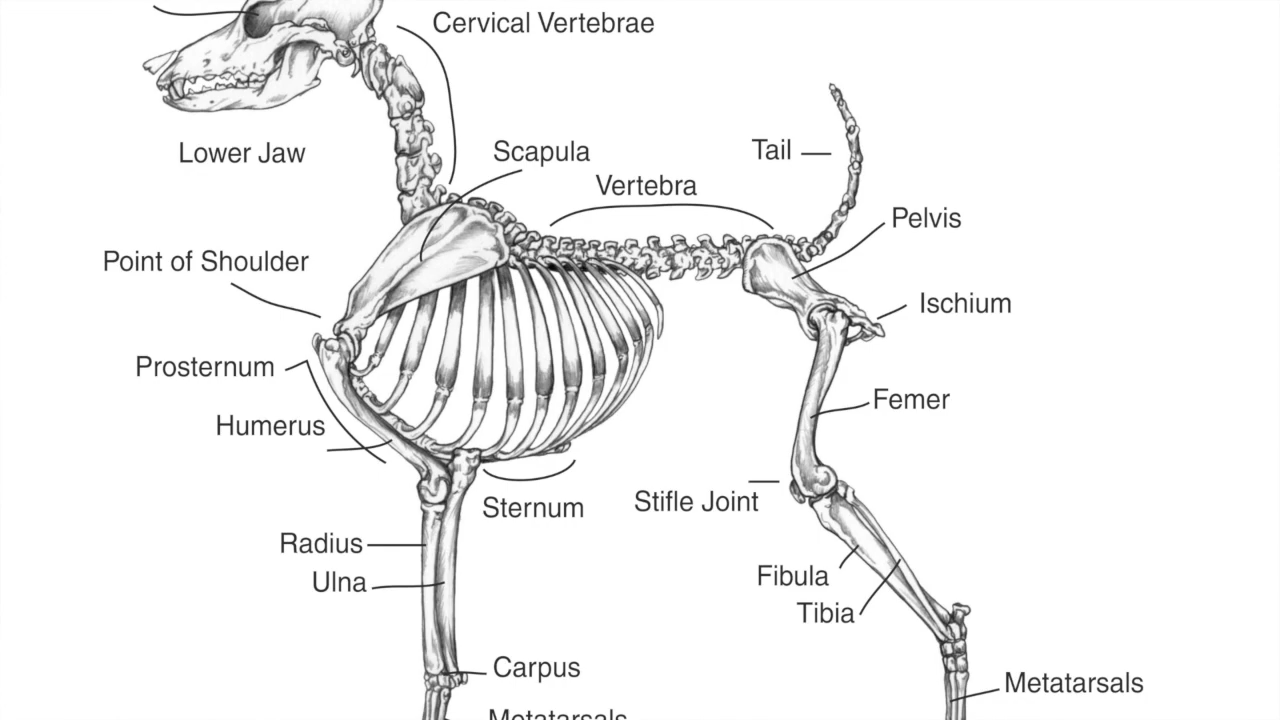 Cervical Vertebrae
Lower Jaw
Scapula
Tail
Vertebra
Pelvis
Point of Shoulder
Ischium
Prosternum
Femer
Humerus
Stifle Joint
Sternum
Radius
Fibula
Ulna
Tibia
Carpus
Metatarsals
Metatarsals